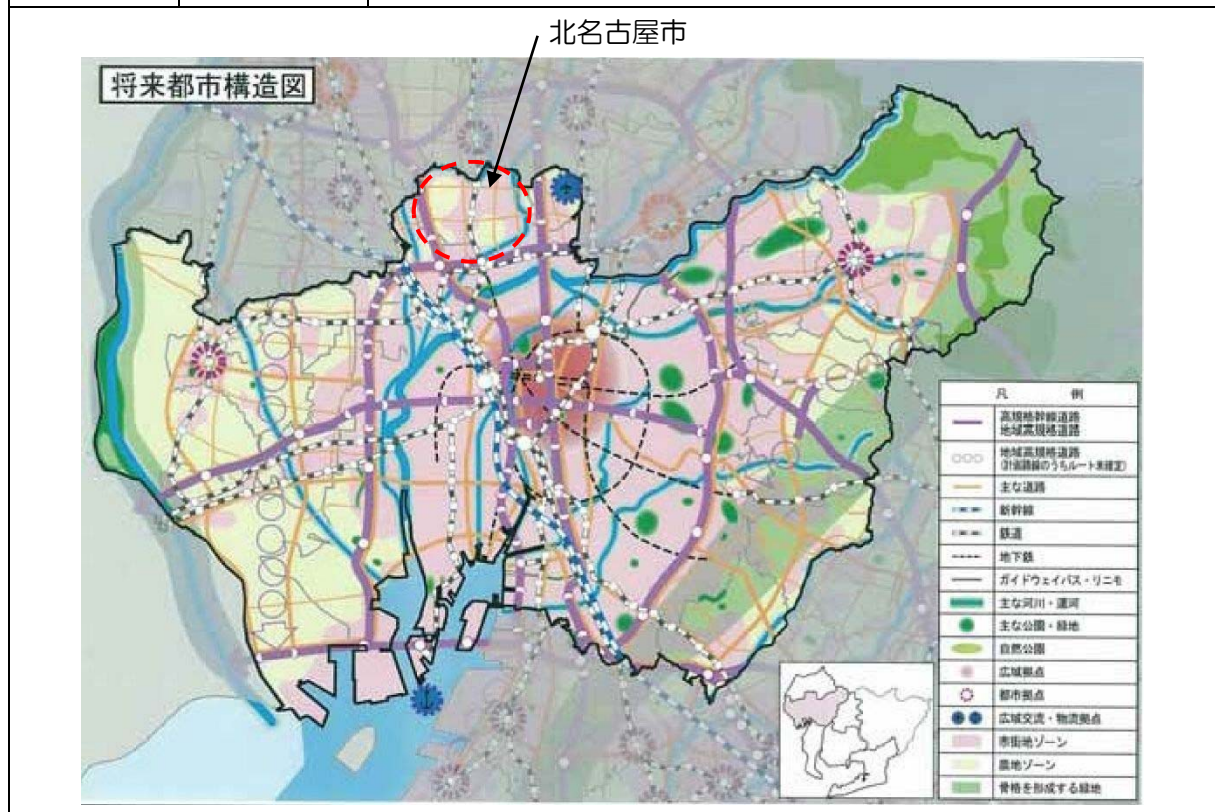 北名古屋市
将来都市構造図
凡 例
高規格幹線道路
地域高規格道路
地域高規格道路
(計画路線のうちルート未確定)
主な道路
新幹線
鉄道
地下鉄
ガイドウェイバス・リニモ
主な河川・運河
主な公園・緑地
自然公園
広域拠点
都市拠点
広域交流・物流拠点
市街地ゾーン
農地ゾーン
骨格を形成する緑地